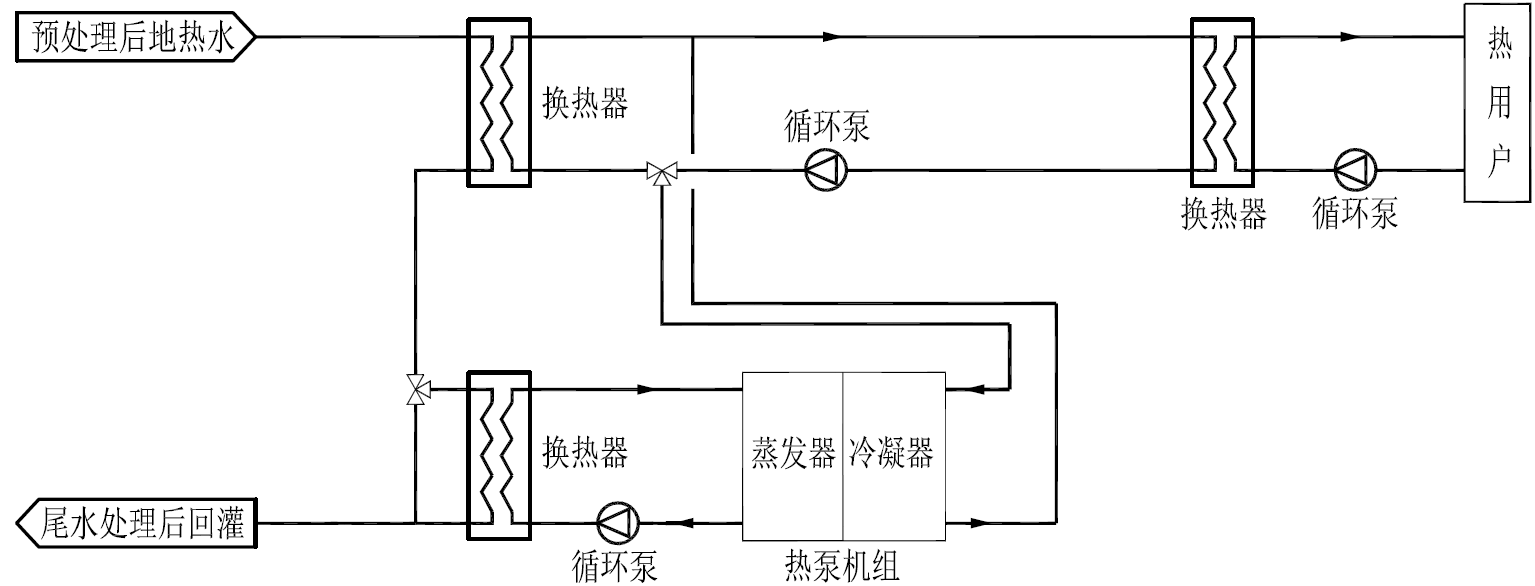 预处理后地热水
换热器
循环泵
热用户
换热器
循环泵
换热器
蒸发器
冷凝器
尾水处理后回灌
循环泵
热泵机组